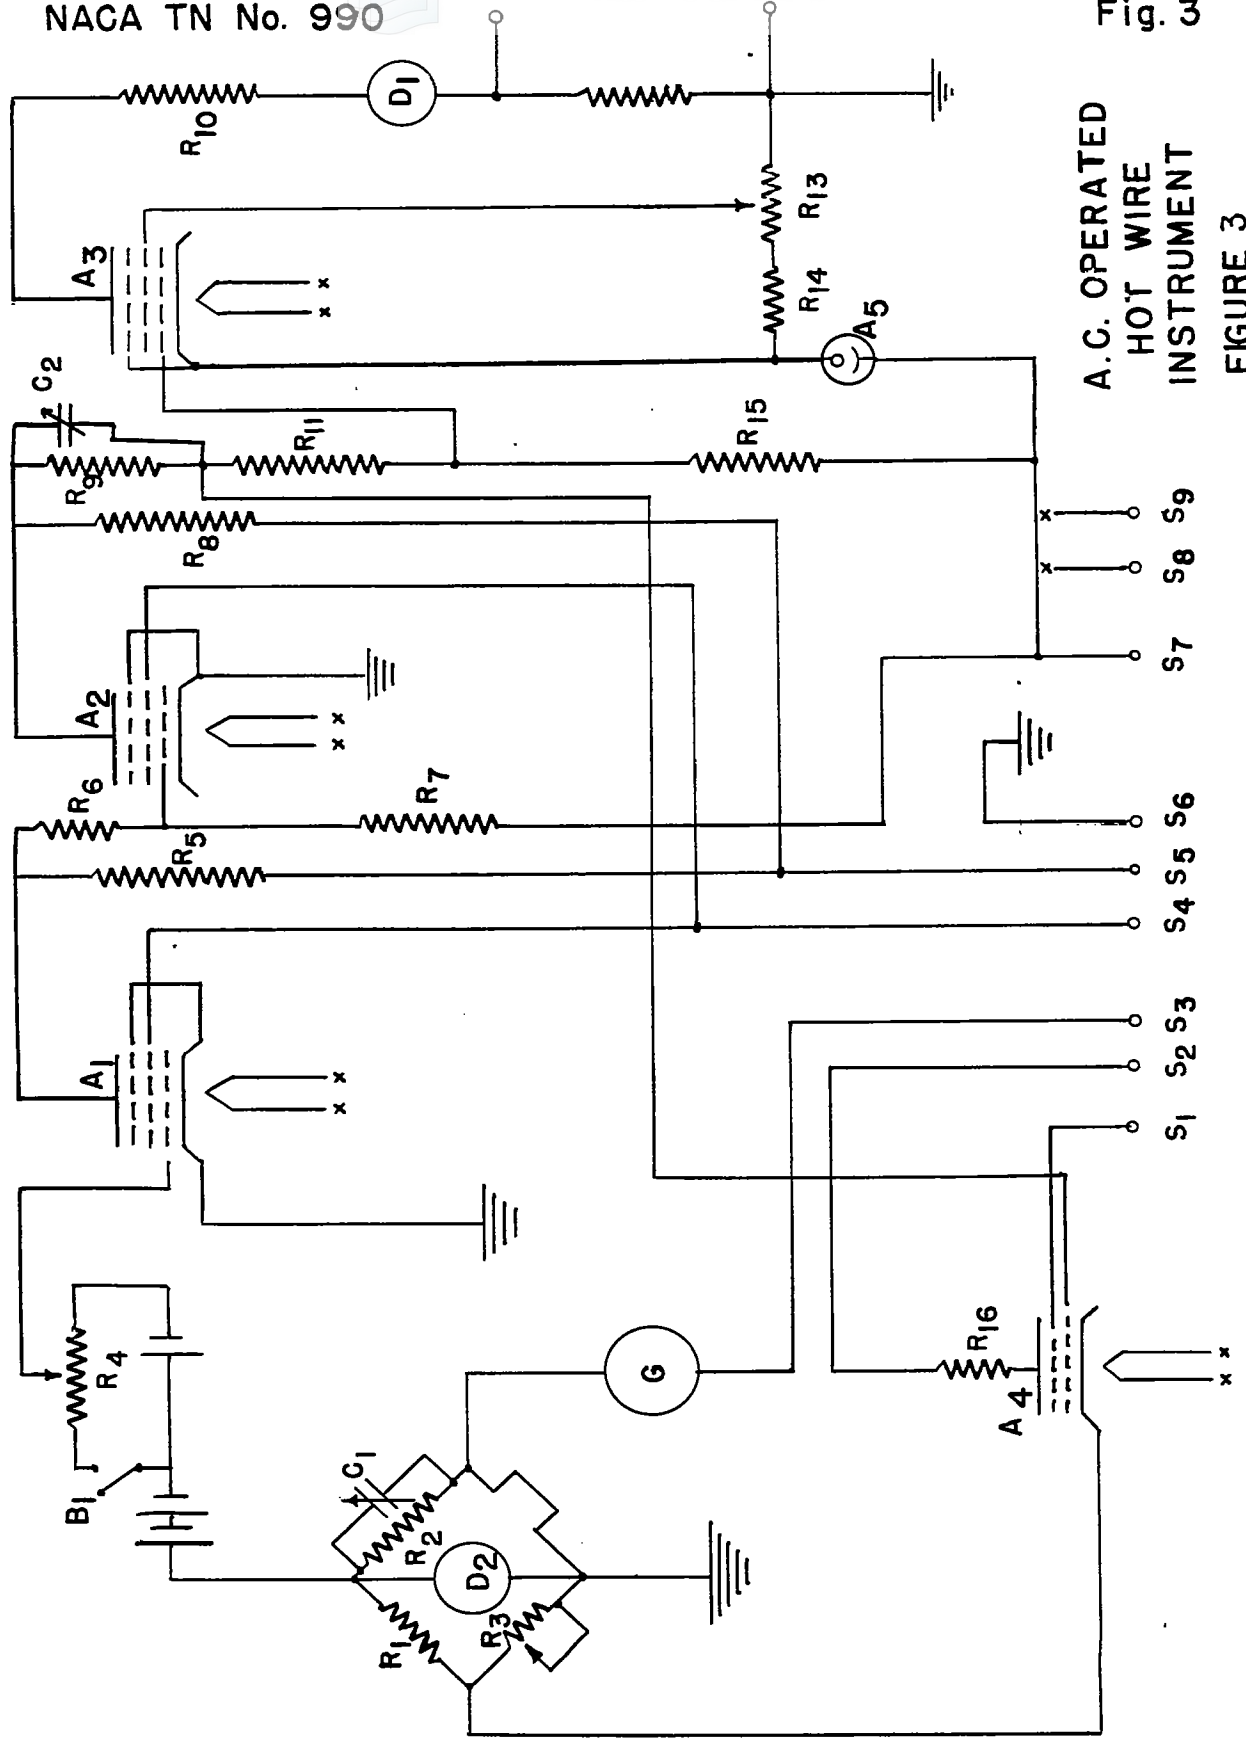 NACA TN No. 990
Fig. 3
R10
D1
A3
R13
R14
A5
C2
R9
R11
R15
R8
A2
R6
R5
R7
A1
R4
B1
C1
R2
D2
R1
R3
G
R16
A4
x x
x x
x x
x x
x x
S1 S2 S3 S4 S5 S6 S7 S8 S9
A.C. OPERATED
HOT WIRE
INSTRUMENT
FIGURE 3